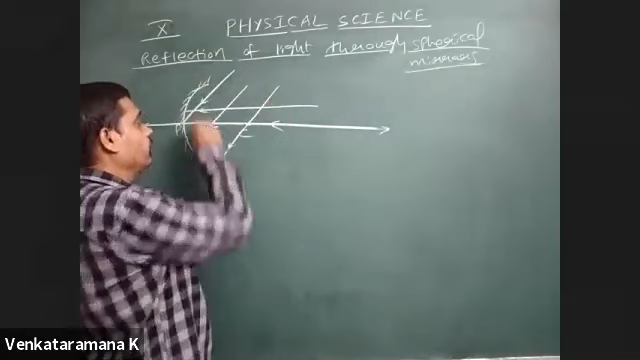 X PHYSICAL SCIENCE
Reflection of light through spherical
mirrors
Venkataramana K